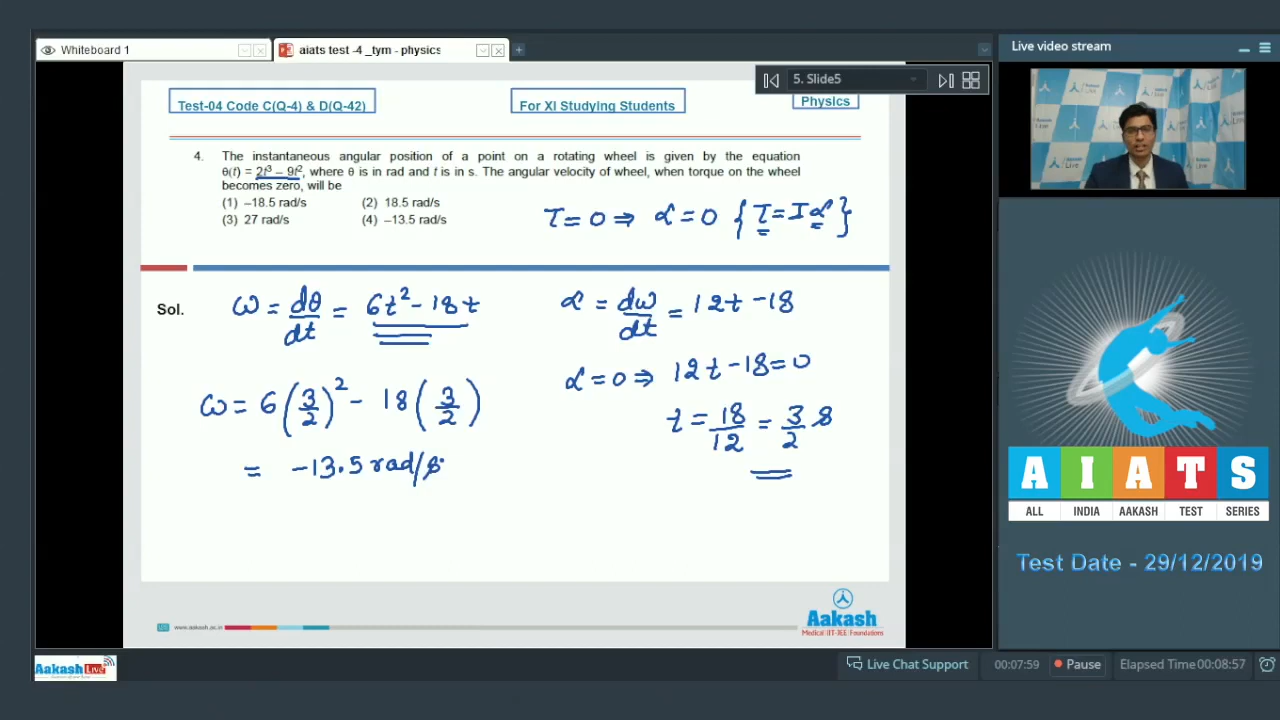 Whiteboard 1
aiats test -4 _tym - physics
Live video stream
5. Slide5
Test-04 Code C(Q-4) & D(Q-42)
For XI Studying Students
Physics
4. The instantaneous angular position of a point on a rotating wheel is given by the equation
θ(t) = 2t³ – 9t², where θ is in rad and t is in s. The angular velocity of wheel, when torque on the wheel
becomes zero, will be
(1) –18.5 rad/s (2) 18.5 rad/s
(3) 27 rad/s (4) –13.5 rad/s
τ = 0 ⇒ α = 0 { τ = I α }
Sol.
ω = dθ/dt = 6t² - 18t
α = dω/dt = 12t - 18
α = 0 ⇒ 12t - 18 = 0
t = 18/12 = 3/2 s
ω = 6(3/2)² - 18(3/2)
= -13.5 rad/s
www.aakash.ac.in
Aakash
Medical | IIT-JEE | Foundations
A I A T S
ALL INDIA AAKASH TEST SERIES
Test Date - 29/12/2019
Aakash Live
Live Chat Support
00:07:59
Pause
Elapsed Time 00:08:57